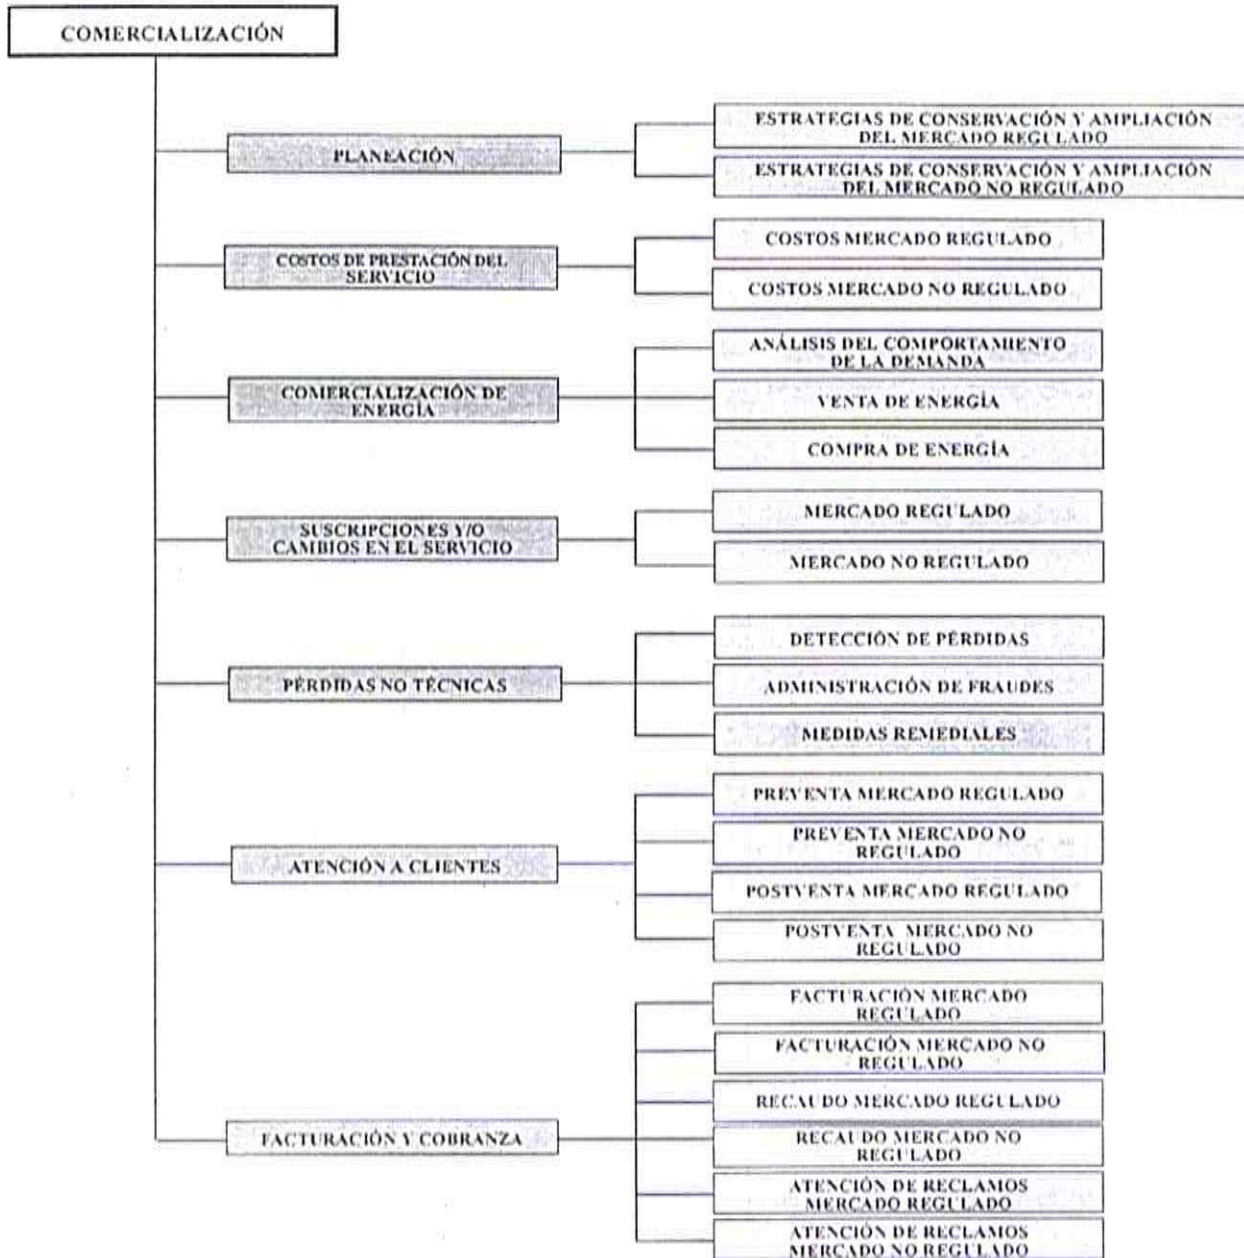 COMERCIALIZACIÓN
PLANEACIÓN
ESTRATEGIAS DE CONSERVACIÓN Y AMPLIACIÓN
DEL MERCADO REGULADO
ESTRATEGIAS DE CONSERVACIÓN Y AMPLIACIÓN
DEL MERCADO NO REGULADO
COSTOS DE PRESTACIÓN DEL
SERVICIO
COSTOS MERCADO REGULADO
COSTOS MERCADO NO REGULADO
COMERCIALIZACIÓN DE
ENERGÍA
ANÁLISIS DEL COMPORTAMIENTO
DE LA DEMANDA
VENTA DE ENERGÍA
COMPRA DE ENERGÍA
SUSCRIPCIONES Y/O
CAMBIOS EN EL SERVICIO
MERCADO REGULADO
MERCADO NO REGULADO
PÉRDIDAS NO TÉCNICAS
DETECCIÓN DE PÉRDIDAS
ADMINISTRACIÓN DE FRAUDES
MEDIDAS REMEDIALES
ATENCIÓN A CLIENTES
PREVENTA MERCADO REGULADO
PREVENTA MERCADO NO
REGULADO
POSTVENTA MERCADO REGULADO
POSTVENTA MERCADO NO
REGULADO
FACTURACIÓN Y COBRANZA
FACTURACIÓN MERCADO
REGULADO
FACTURACIÓN MERCADO NO
REGULADO
RECAUDO MERCADO REGULADO
RECAUDO MERCADO NO
REGULADO
ATENCIÓN DE RECLAMOS
MERCADO REGULADO
ATENCIÓN DE RECLAMOS
MERCADO NO REGULADO